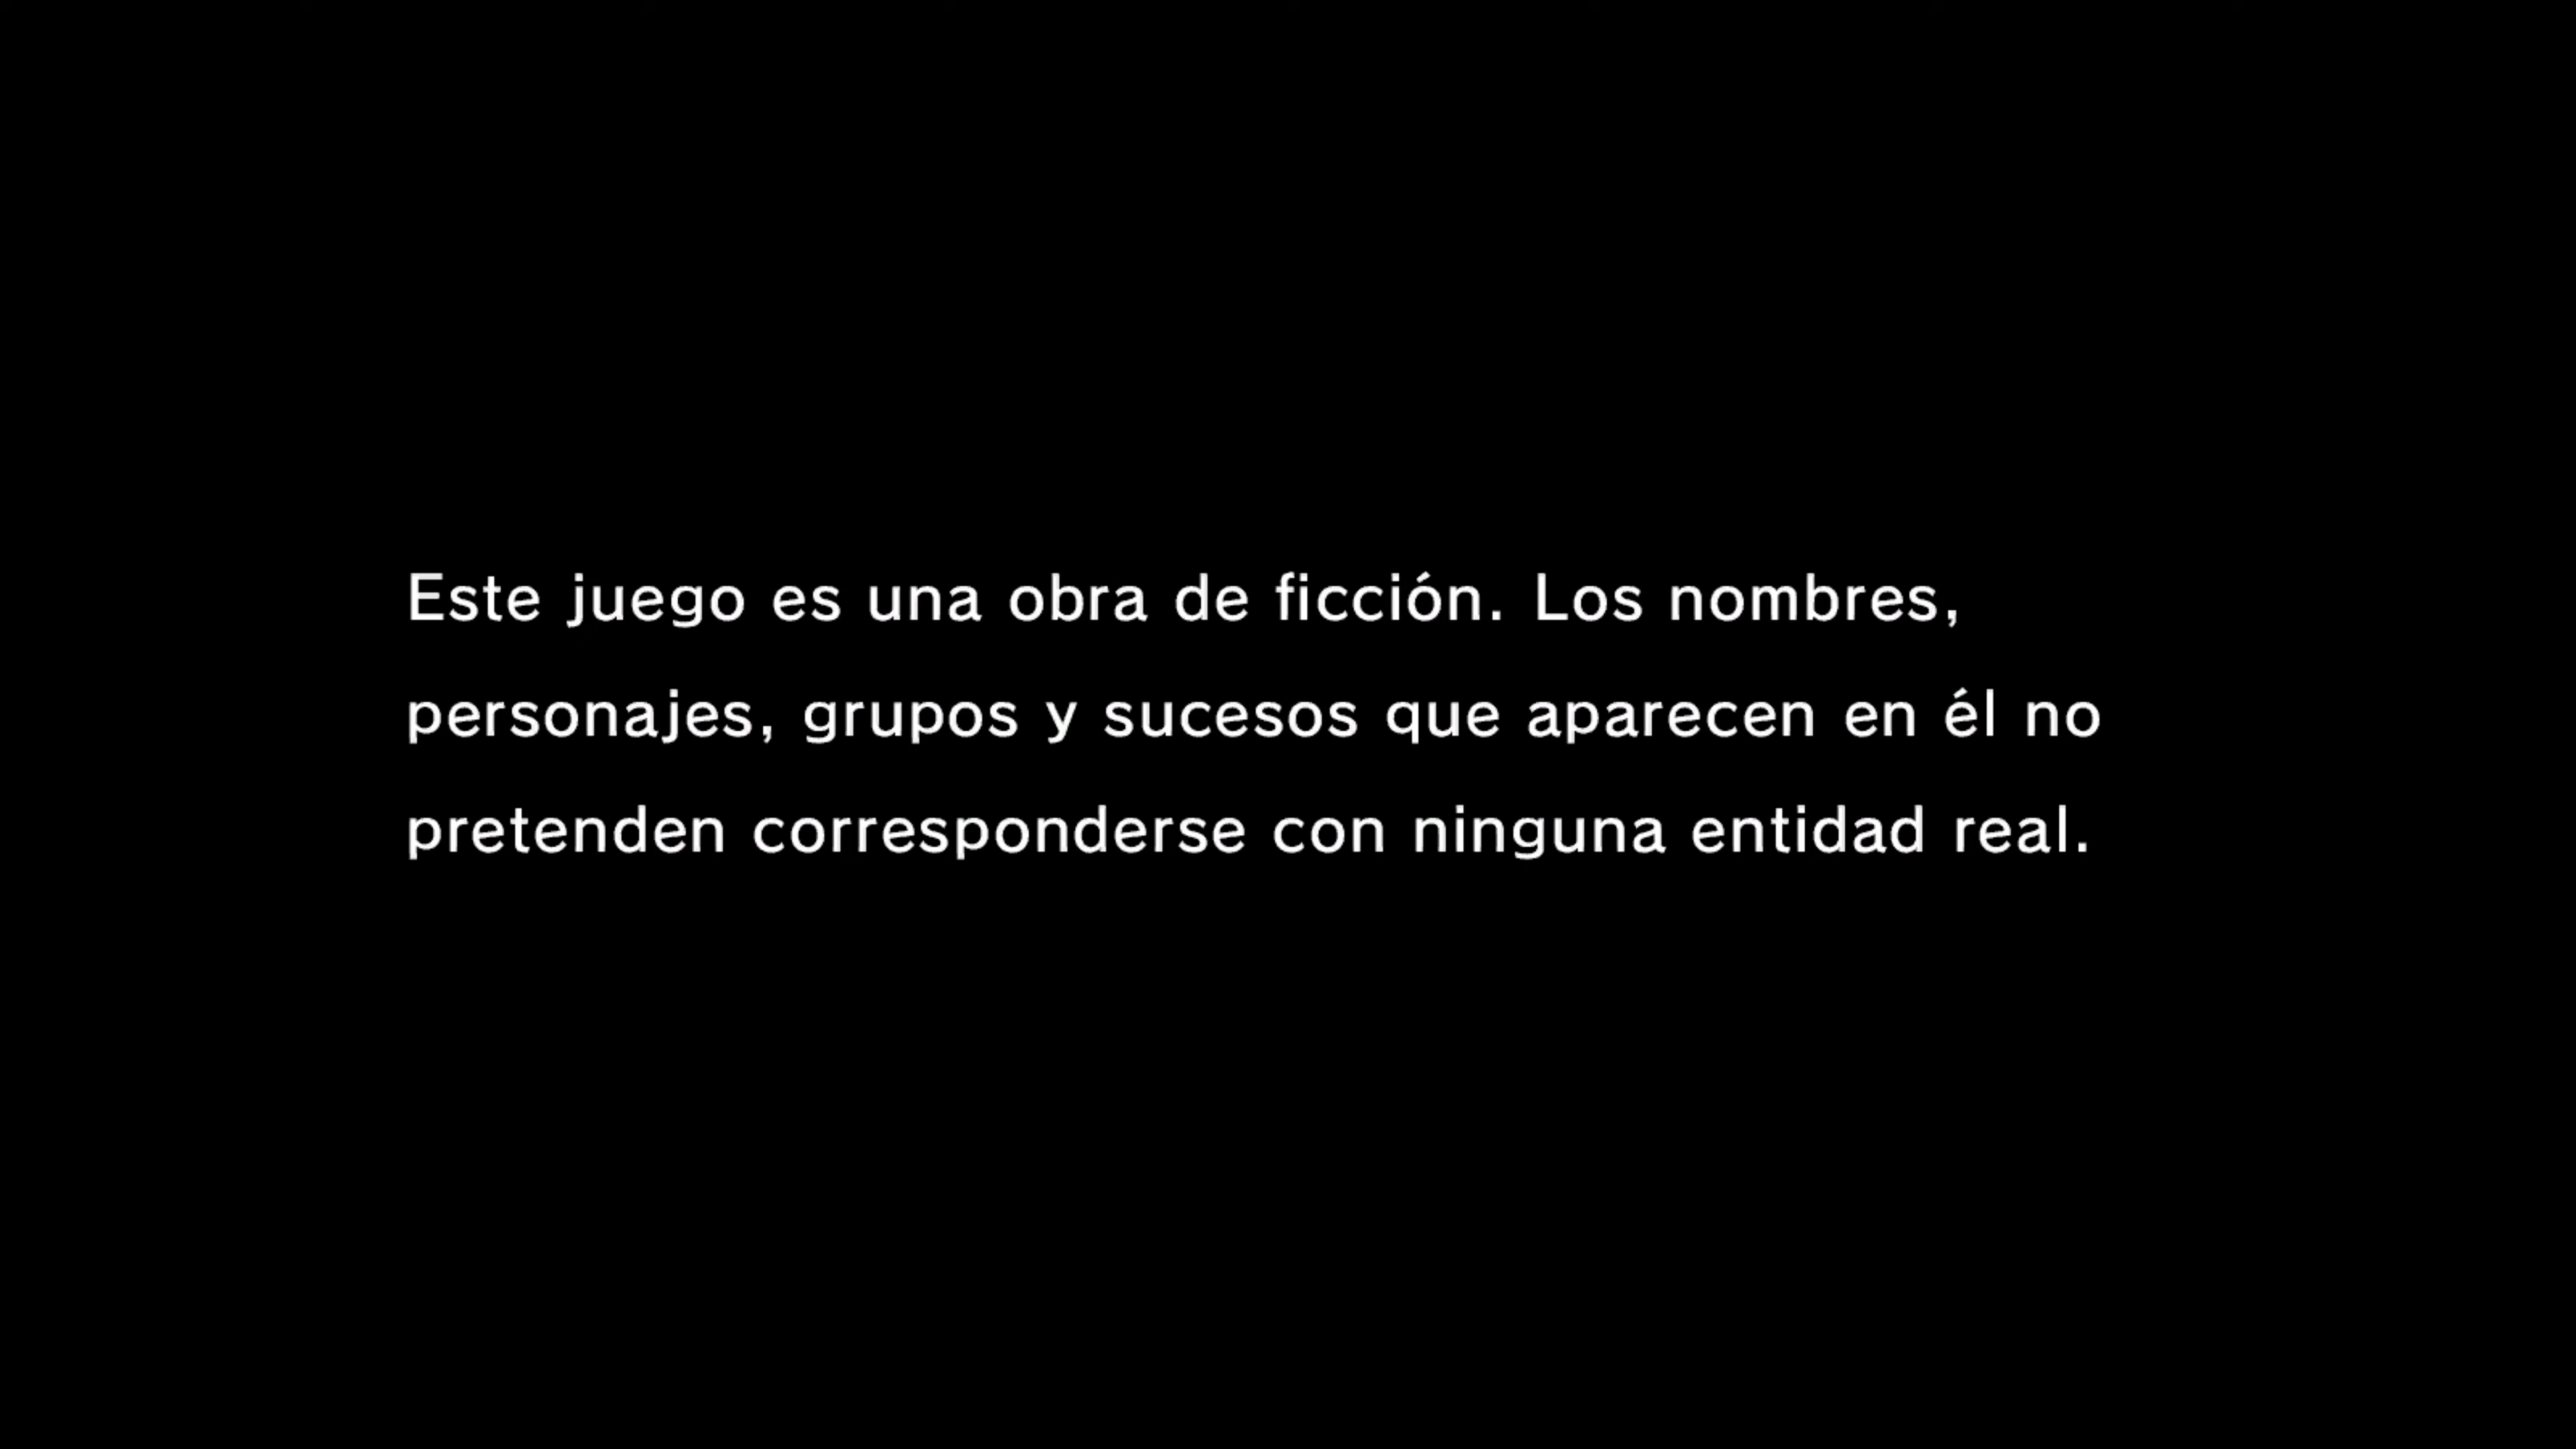 Este juego es una obra de ficción. Los nombres,
personajes, grupos y sucesos que aparecen en él no
pretenden corresponderse con ninguna entidad real.